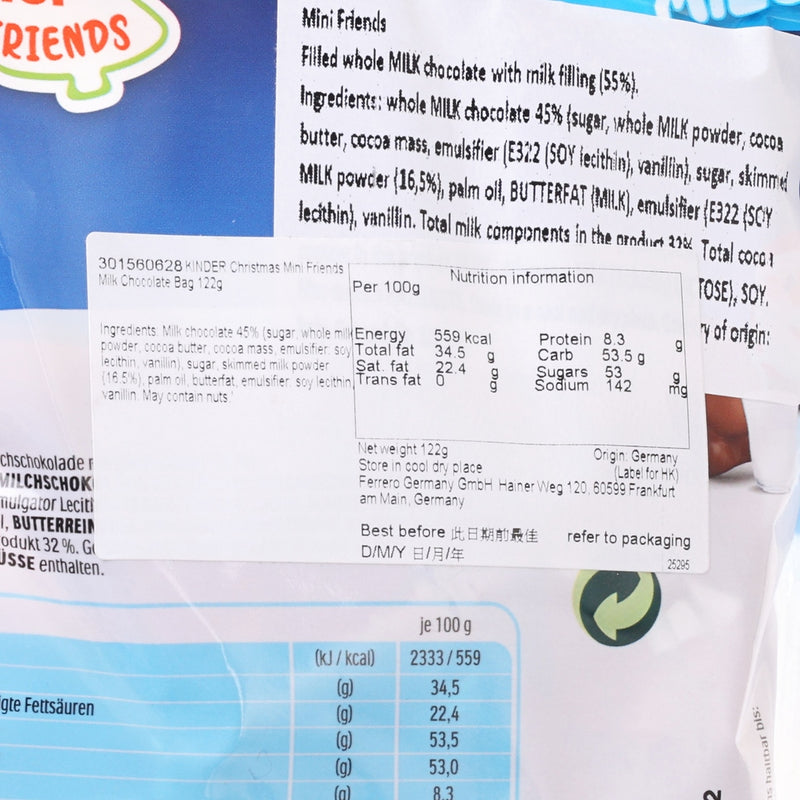 FRIENDS
Mini Friends
Filled whole MILK chocolate with milk filling (55%).
Ingredients: whole MILK chocolate 45% (sugar, whole MILK powder, cocoa
butter, cocoa mass, emulsifier (E322 (SOY lecithin), vanillin), sugar, skimmed
MILK powder (16,5%), palm oil, BUTTERFAT (MILK), emulsifier (E322 (SOY
lecithin), vanillin. Total milk components in the product 32% Total cocoa
TOSE), SOY.
ry of origin:
301560628 KINDER Christmas Mini Friends
Milk Chocolate Bag 122g
Ingredients: Milk chocolate 45% (sugar, whole milk
powder, cocoa butter, cocoa mass, emulsifier: soy
lecithin, vanillin), sugar, skimmed milk powder
(16.5%), palm oil, butterfat, emulsifier: soy lecithin,
vanillin. May contain nuts.
Nutrition information
Per 100g
Energy 559 kcal Protein 8.3 g
Total fat 34.5 g Carb 53.5 g
Sat. fat 22.4 g Sugars 53 g
Trans fat 0 g Sodium 142 mg
Net weight 122g Origin: Germany
Store in cool dry place (Label for HK)
Ferrero Germany GmbH Hainer Weg 120, 60599 Frankfurt
am Main, Germany
Best before 此日期前最佳 refer to packaging
D/M/Y 日/月/年
25295
chschokolade
MILCHSCHOK
mulgator Lecit
l, BUTTERREIN
odukt 32 %. G
ÜSSE enthalten.
je 100 g
(kJ / kcal) 2333 / 559
(g) 34,5
igte Fettsäuren (g) 22,4
(g) 53,5
(g) 53,0
(g) 8,3
s haltbar bis: